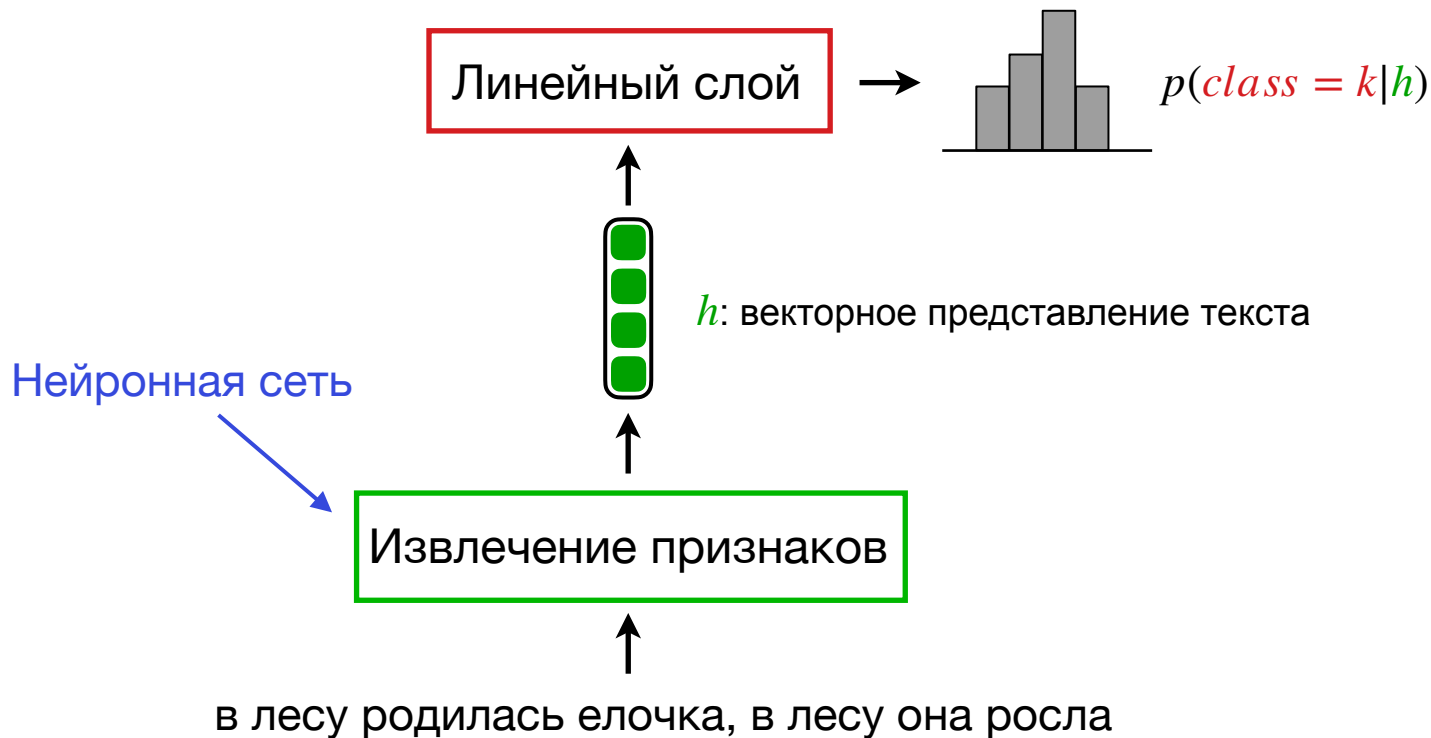 Линейный слой
p(class = k|h)
h: векторное представление текста
Нейронная сеть
Извлечение признаков
в лесу родилась елочка, в лесу она росла